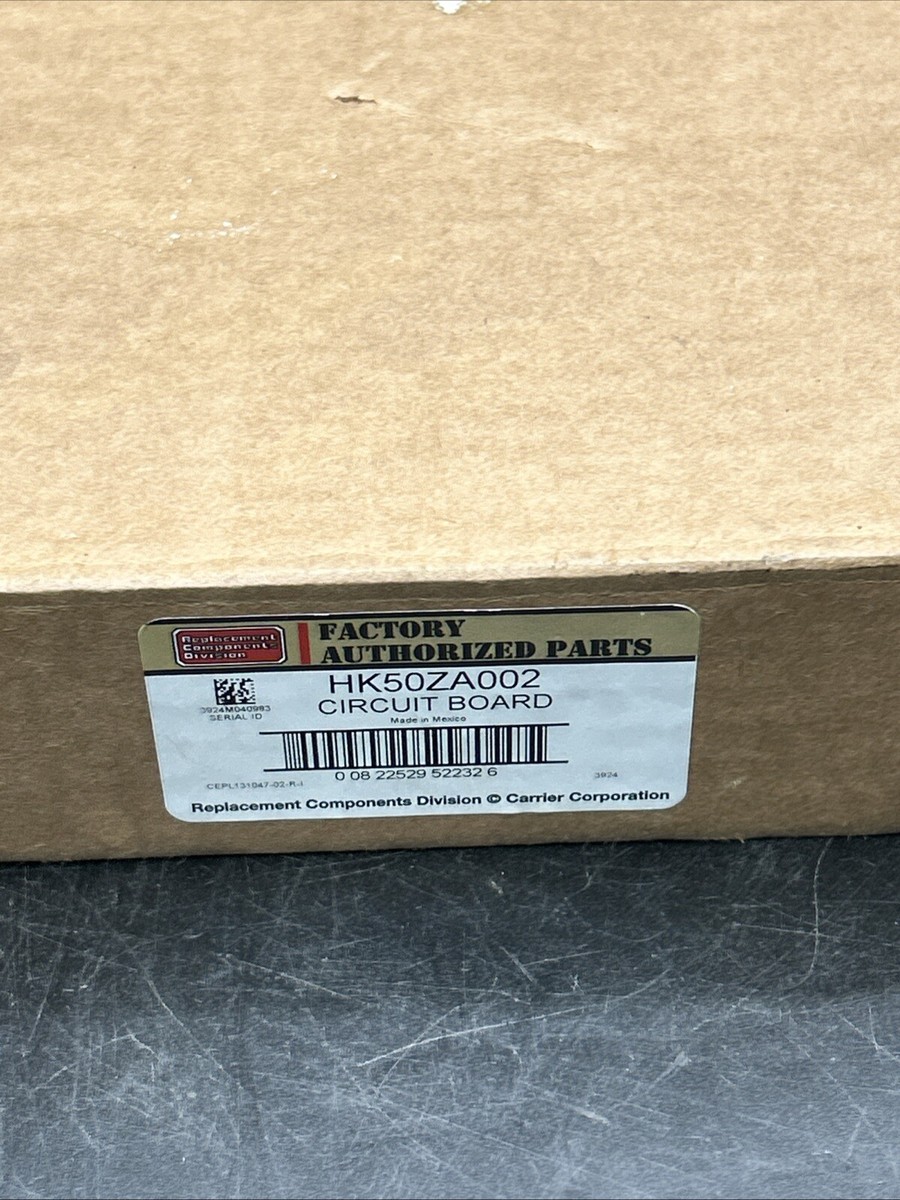 Replacement
Components
Division
FACTORY
AUTHORIZED PARTS
HK50ZA002
CIRCUIT BOARD
Made in Mexico
3924M040983
SERIAL ID
0 08 22529 52232 6
CEPL131047-02-R-I
3924
Replacement Components Division © Carrier Corporation